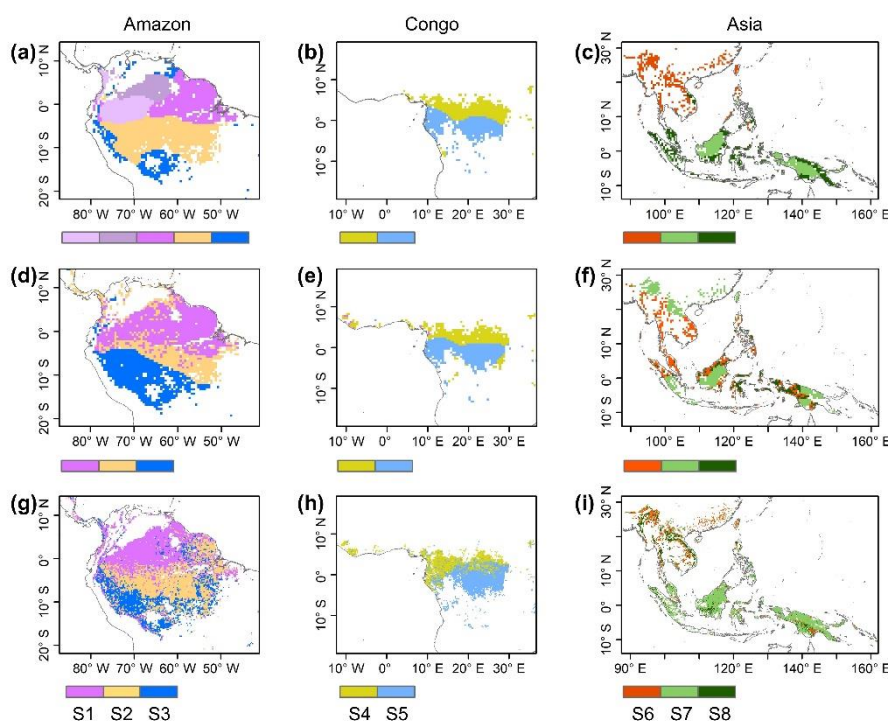 Amazon Congo Asia
(a) (b) (c)
10° N 0° 10° S 20° S
10° N 0° 10° S
30° N 20° N 10° N 0° 10° S
80° W 70° W 60° W 50° W
10° W 0° 10° E 20° E 30° E
100° E 120° E 140° E 160° E
(d) (e) (f)
10° N 0° 10° S 20° S
10° N 0° 10° S
30° N 20° N 10° N 0° 10° S
80° W 70° W 60° W 50° W
10° W 0° 10° E 20° E 30° E
100° E 120° E 140° E 160° E
(g) (h) (i)
10° N 0° 10° S 20° S
10° N 0° 10° S
30° N 20° N 10° N 0° 10° S
80° W 70° W 60° W 50° W
10° W 0° 10° E 20° E 30° E
90° E 100° E 120° E 140° E 160° E
S1 S2 S3 S4 S5 S6 S7 S8